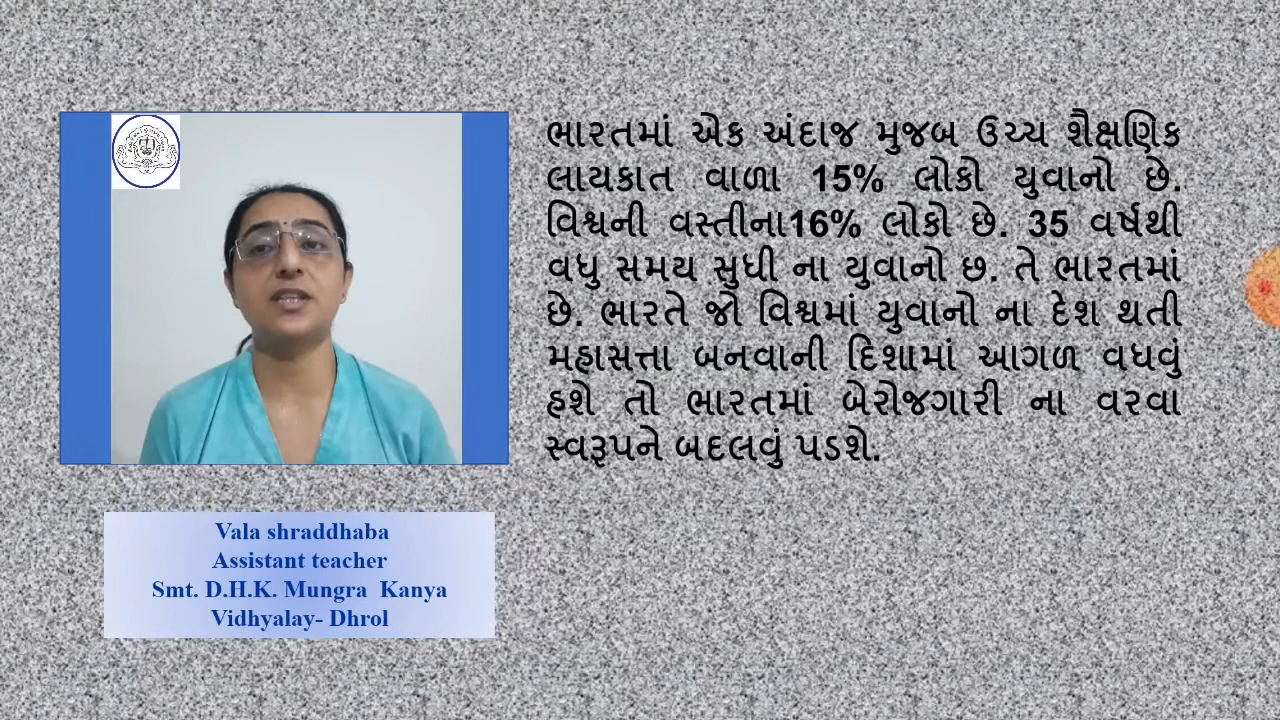 ભારતમાં એક અંદાજ મુજબ ઉચ્ચ શૈક્ષણિક
લાયકાત વાળા 15% લોકો યુવાનો છે.
વિશ્વની વસ્તીના16% લોકો છે. 35 વર્ષથી
વધુ સમય સુધી ના યુવાનો છ. તે ભારતમાં
છે. ભારતે જો વિશ્વમાં યુવાનો ના દેશ થતી
મહાસત્તા બનવાની દિશામાં આગળ વધવું
હશે તો ભારતમાં બેરોજગારી ના વરવા
સ્વરૂપને બદલવું પડશે.
Vala shraddhaba
Assistant teacher
Smt. D.H.K. Mungra Kanya
Vidhyalay- Dhrol